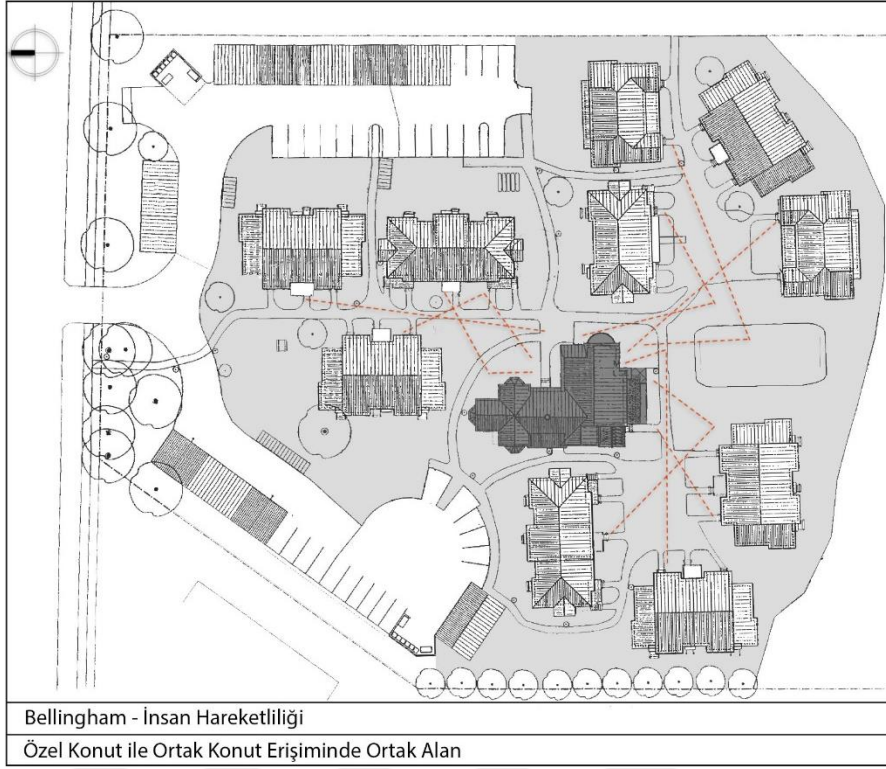 Bellingham - İnsan Hareketliliği
Özel Konut ile Ortak Konut Erişiminde Ortak Alan